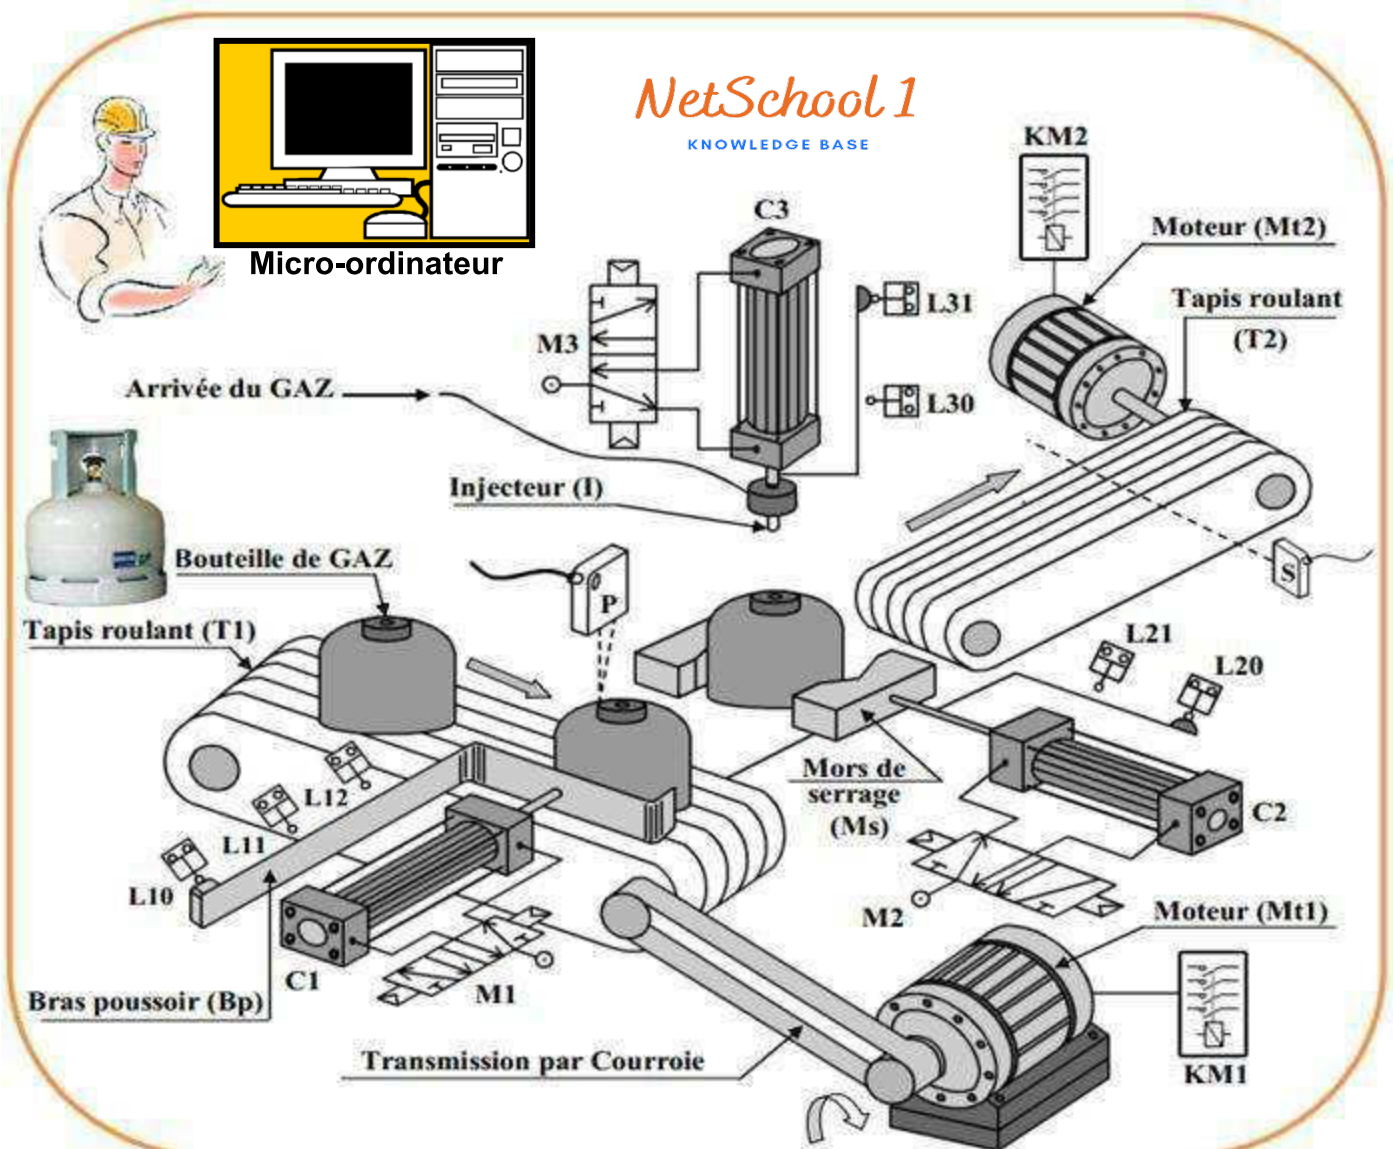 NetSchool 1
KNOWLEDGE BASE
Micro-ordinateur
KM2
Moteur (Mt2)
C3
L31
Tapis roulant
(T2)
M3
L30
Arrivée du GAZ
Injecteur (I)
Bouteille de GAZ
P
S
Tapis roulant (T1)
L21
L20
L12
L11
L10
Mors de
serrage
(Ms)
C2
M2
Moteur (Mt1)
C1
M1
Bras poussoir (Bp)
Transmission par Courroie
KM1